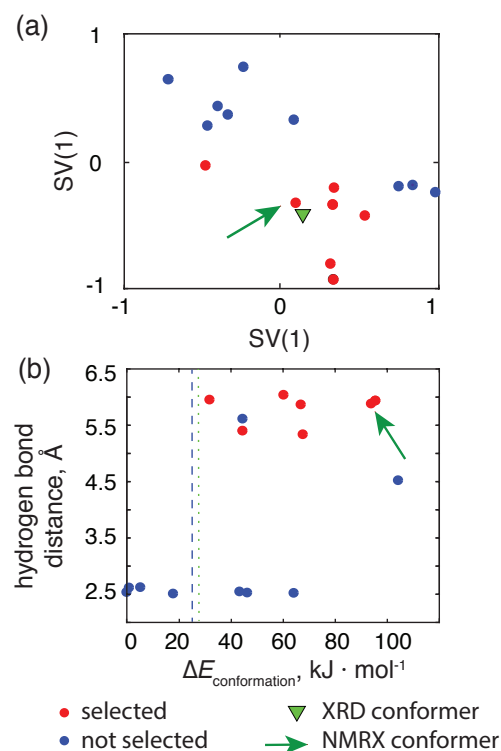 (a)
1
0
-1
SV(1)
-1
0
1
SV(1)
(b)
6.5
5.5
4.5
3.5
2.5
hydrogen bond
distance, Å
0
20
40
60
80
100
ΔE conformation, kJ · mol-1
selected
XRD conformer
not selected
NMRX conformer